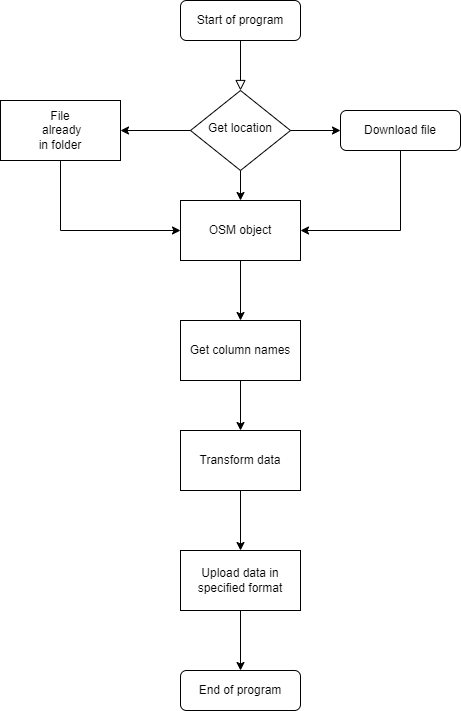 Start of program
Get location
File
already
in folder
Download file
OSM object
Get column names
Transform data
Upload data in
specified format
End of program